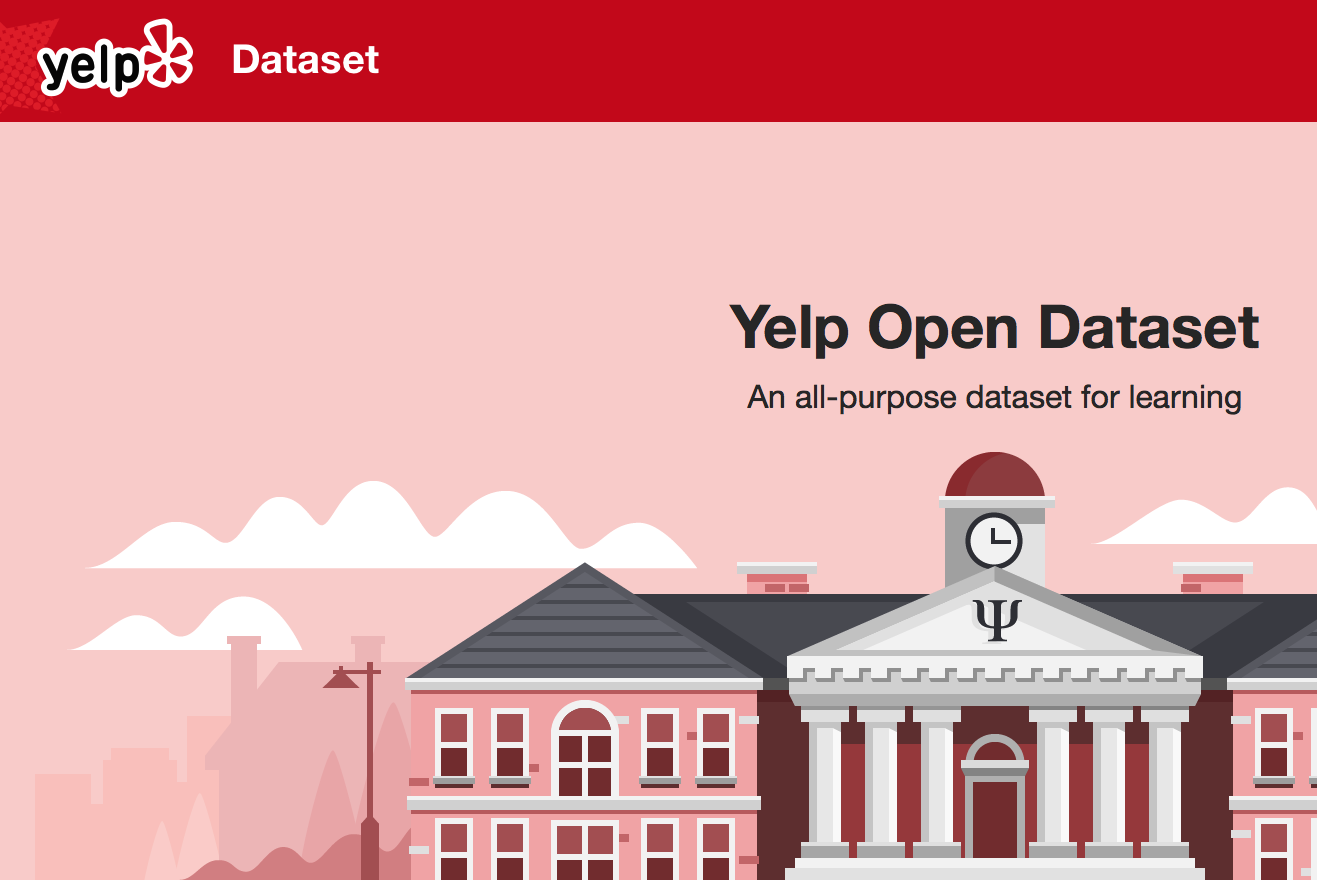 yelp Dataset
Yelp Open Dataset
An all-purpose dataset for learning
Ψ